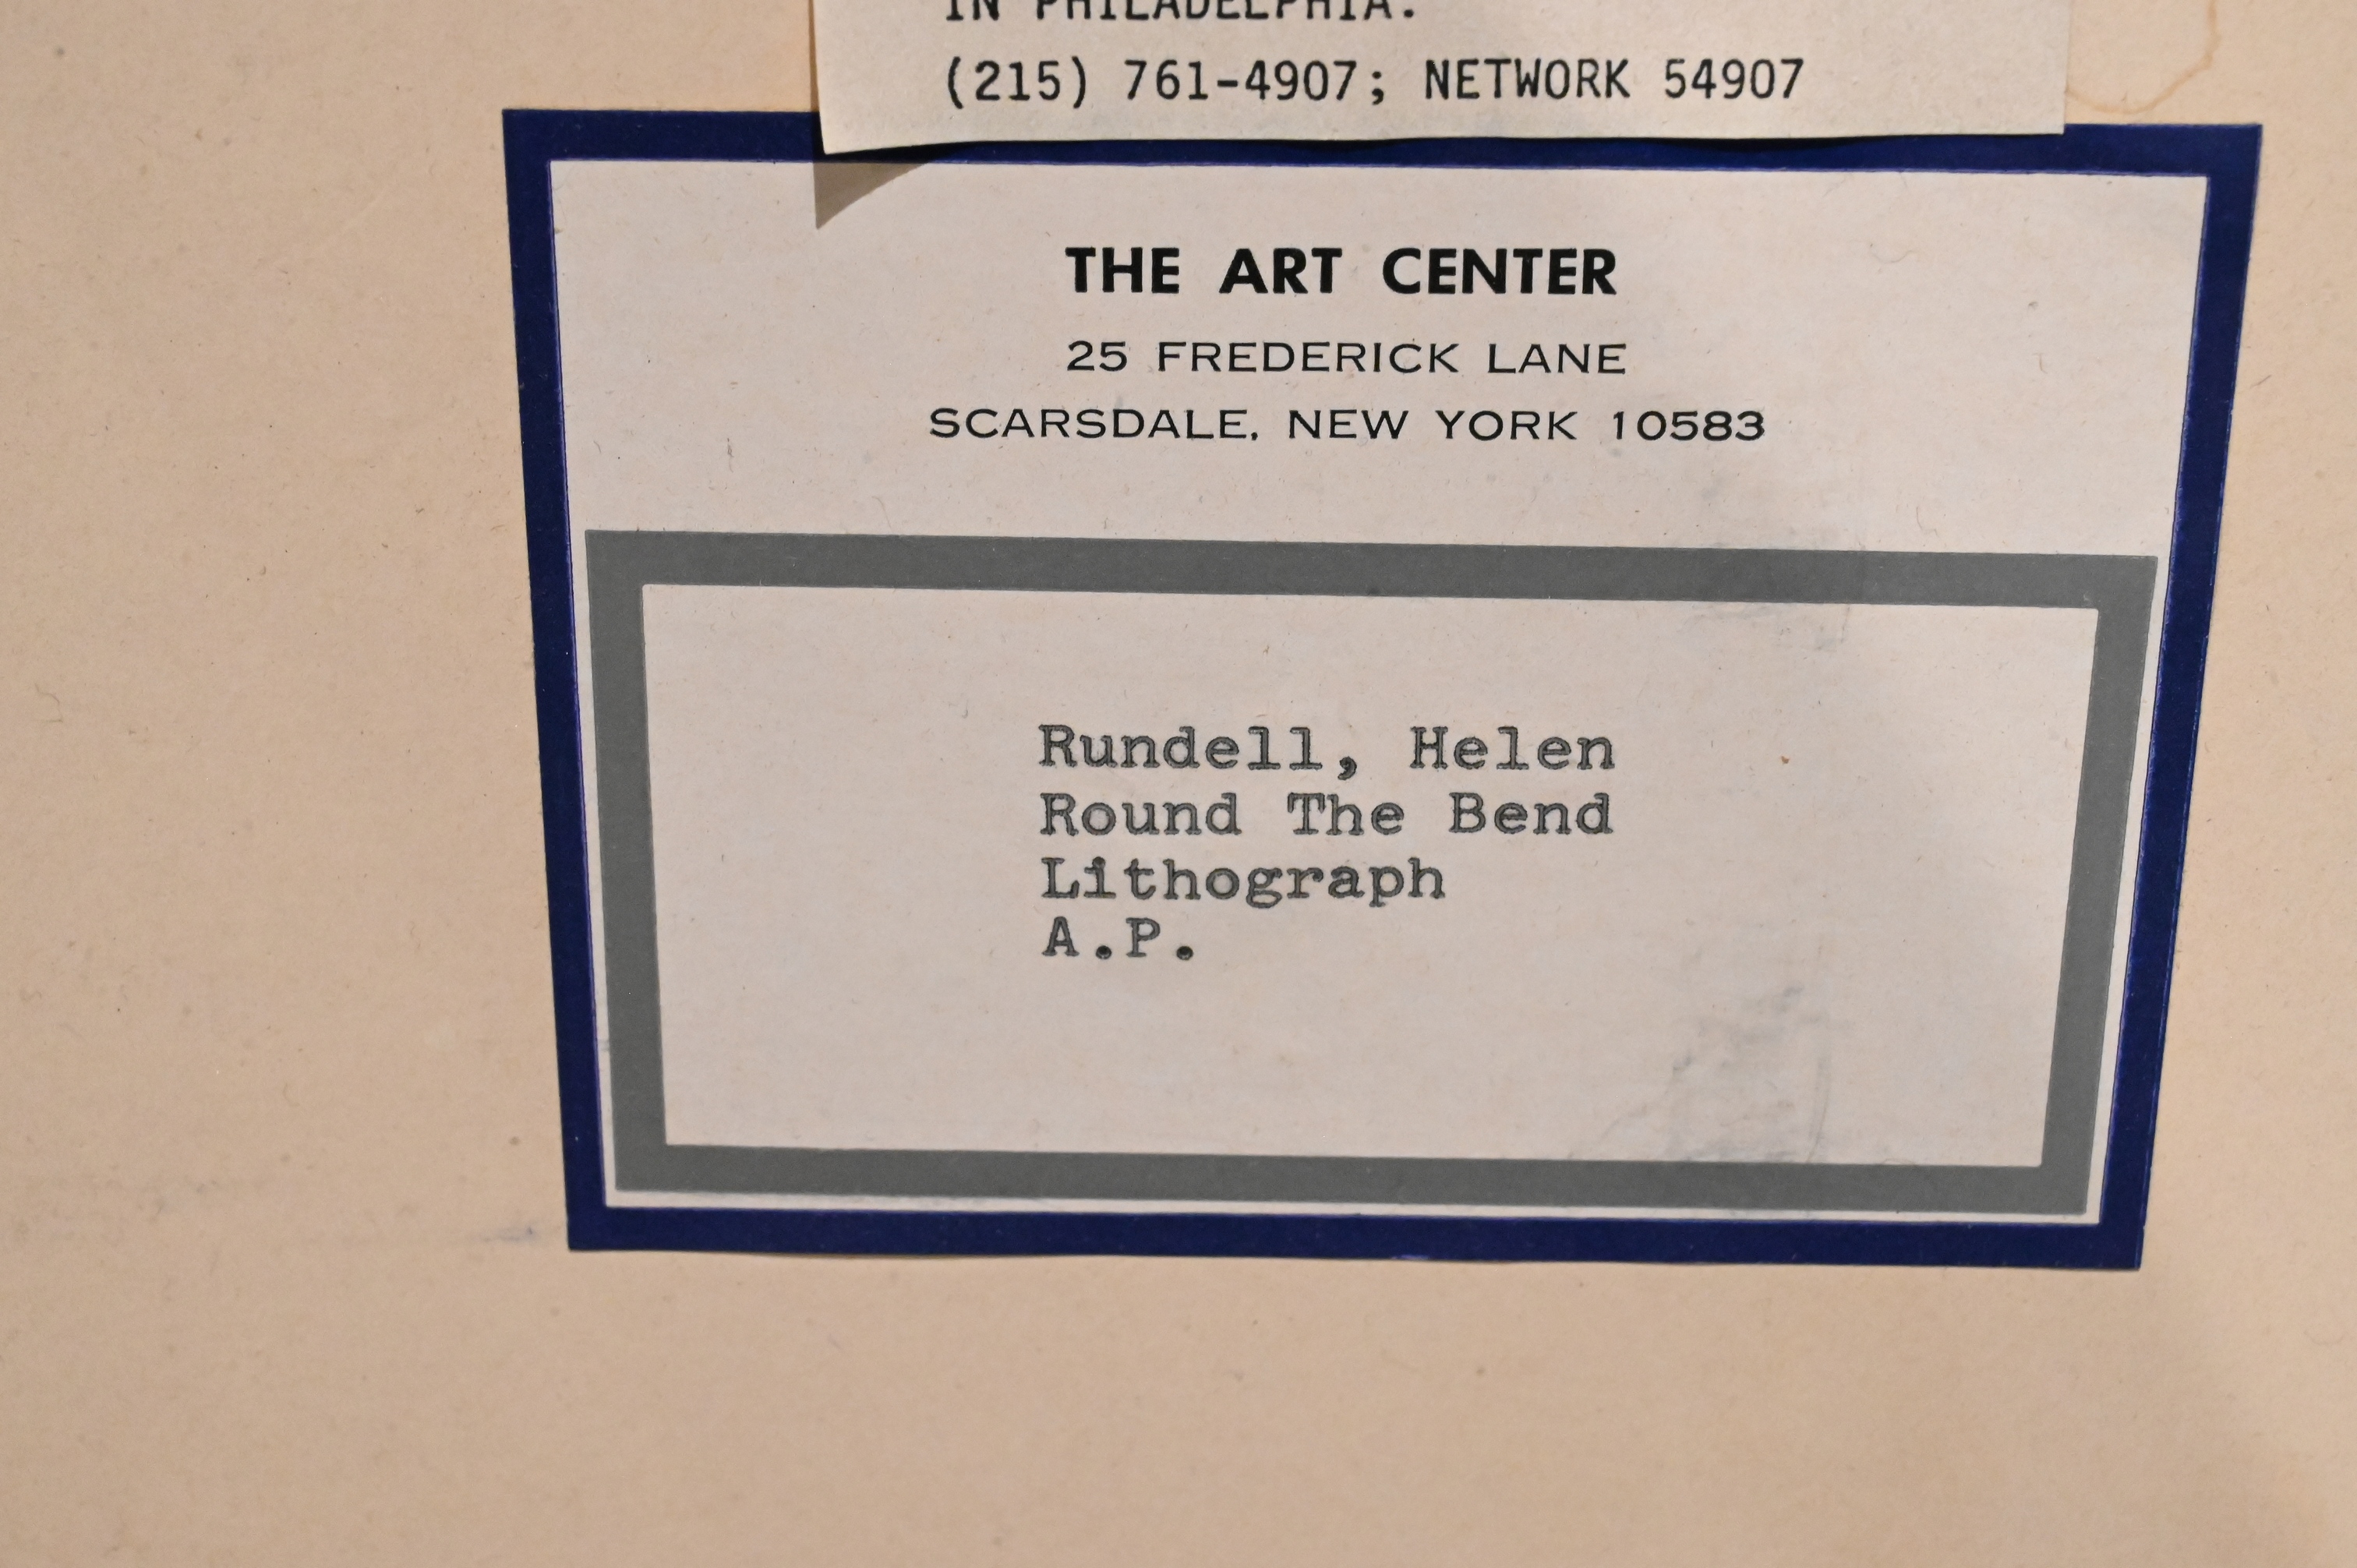 IN PHILADELPHIA.
(215) 761-4907; NETWORK 54907
THE ART CENTER
25 FREDERICK LANE
SCARSDALE, NEW YORK 10583
Rundell, Helen
Round The Bend
Lithograph
A.P.